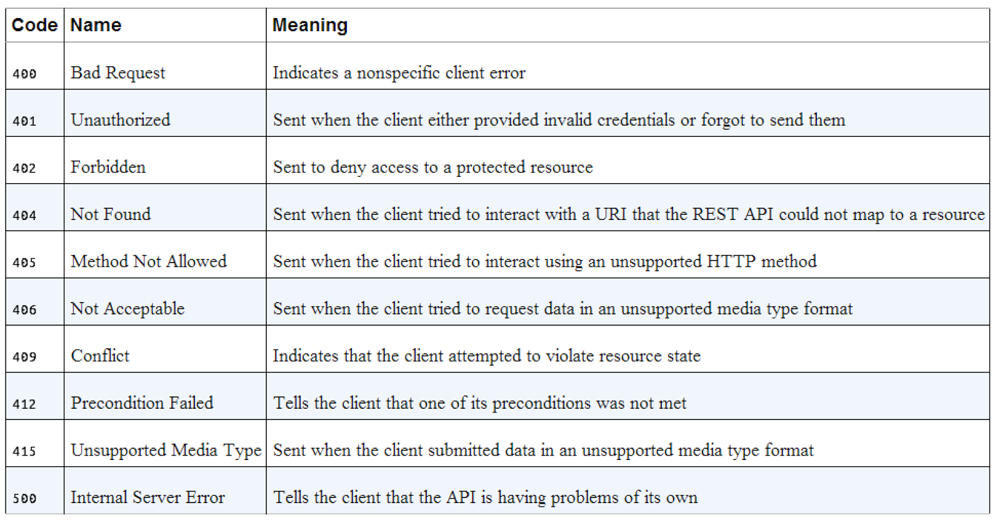 Code Name Meaning
400 Bad Request Indicates a nonspecific client error
401 Unauthorized Sent when the client either provided invalid credentials or forgot to send them
402 Forbidden Sent to deny access to a protected resource
404 Not Found Sent when the client tried to interact with a URI that the REST API could not map to a resource
405 Method Not Allowed Sent when the client tried to interact using an unsupported HTTP method
406 Not Acceptable Sent when the client tried to request data in an unsupported media type format
409 Conflict Indicates that the client attempted to violate resource state
412 Precondition Failed Tells the client that one of its preconditions was not met
415 Unsupported Media Type Sent when the client submitted data in an unsupported media type format
500 Internal Server Error Tells the client that the API is having problems of its own